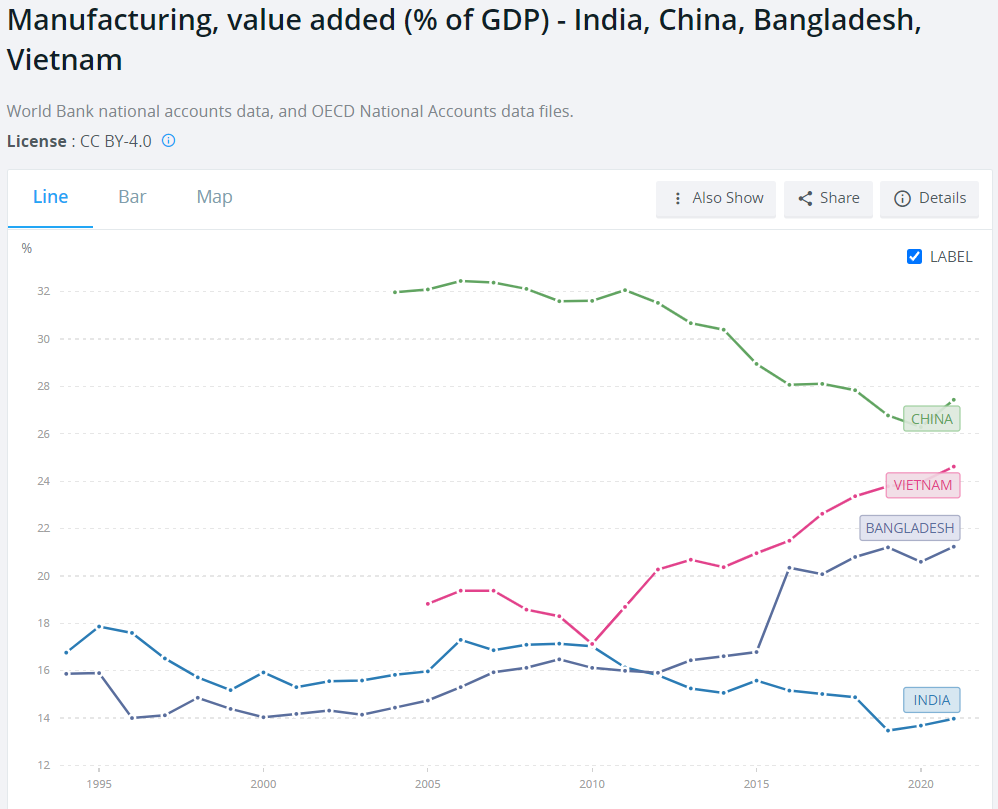 Manufacturing, value added (% of GDP) - India, China, Bangladesh,
Vietnam
World Bank national accounts data, and OECD National Accounts data files.
License : CC BY-4.0
Line Bar Map Also Show Share Details
%
LABEL
32
30
28
26
24
22
20
18
16
14
12
CHINA
VIETNAM
BANGLADESH
INDIA
1995 2000 2005 2010 2015 2020